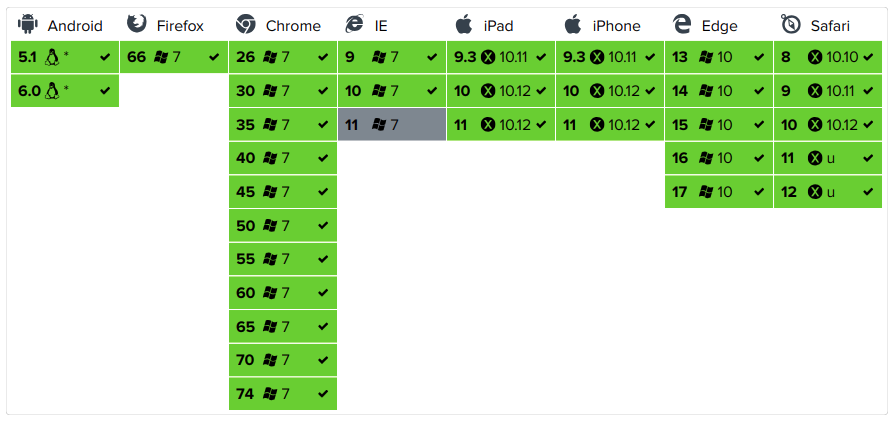 Android Firefox Chrome IE iPad iPhone Edge Safari
5.1 * 66 7 26 7 9 7 9.3 10.11 9.3 10.11 13 10 8 10.10
6.0 * 30 7 10 7 10 10.12 10 10.12 14 10 9 10.11
35 7 11 7 11 10.12 11 10.12 15 10 10 10.12
40 7 16 10 11 u
45 7 17 10 12 u
50 7
55 7
60 7
65 7
70 7
74 7